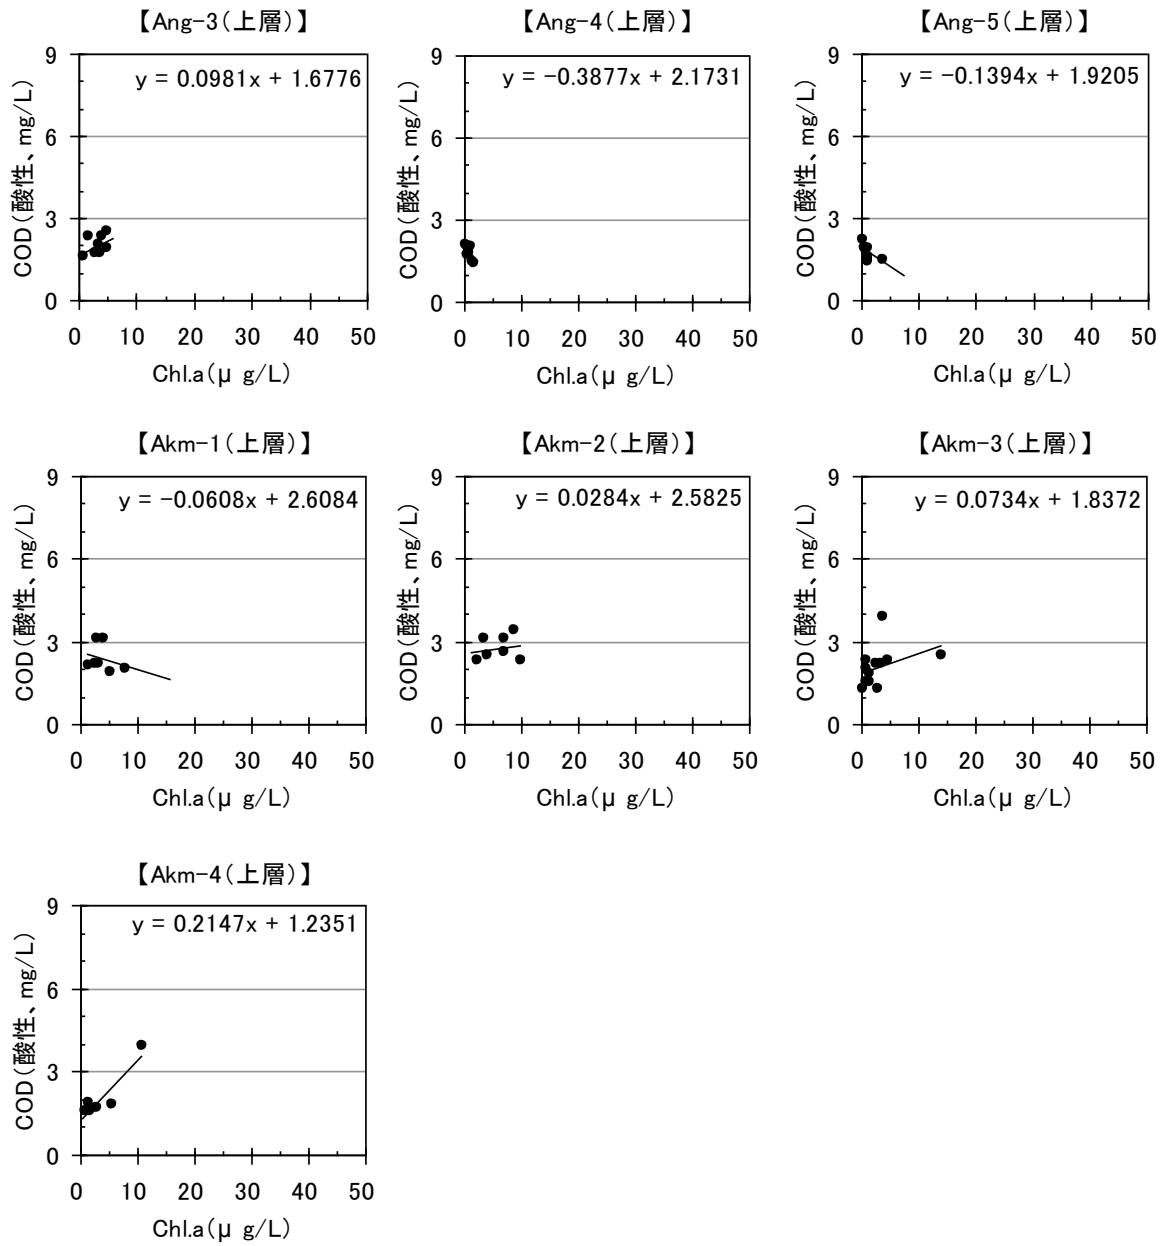 【Ang-3(上層)】
y = 0.0981x + 1.6776
COD(酸性、mg/L)
9
6
3
0
0 10 20 30 40 50
Chl.a(μ g/L)
【Ang-4(上層)】
y = -0.3877x + 2.1731
COD(酸性、mg/L)
9
6
3
0
0 10 20 30 40 50
Chl.a(μ g/L)
【Ang-5(上層)】
y = -0.1394x + 1.9205
COD(酸性、mg/L)
9
6
3
0
0 10 20 30 40 50
Chl.a(μ g/L)
【Akm-1(上層)】
y = -0.0608x + 2.6084
COD(酸性、mg/L)
9
6
3
0
0 10 20 30 40 50
Chl.a(μ g/L)
【Akm-2(上層)】
y = 0.0284x + 2.5825
COD(酸性、mg/L)
9
6
3
0
0 10 20 30 40 50
Chl.a(μ g/L)
【Akm-3(上層)】
y = 0.0734x + 1.8372
COD(酸性、mg/L)
9
6
3
0
0 10 20 30 40 50
Chl.a(μ g/L)
【Akm-4(上層)】
y = 0.2147x + 1.2351
COD(酸性、mg/L)
9
6
3
0
0 10 20 30 40 50
Chl.a(μ g/L)